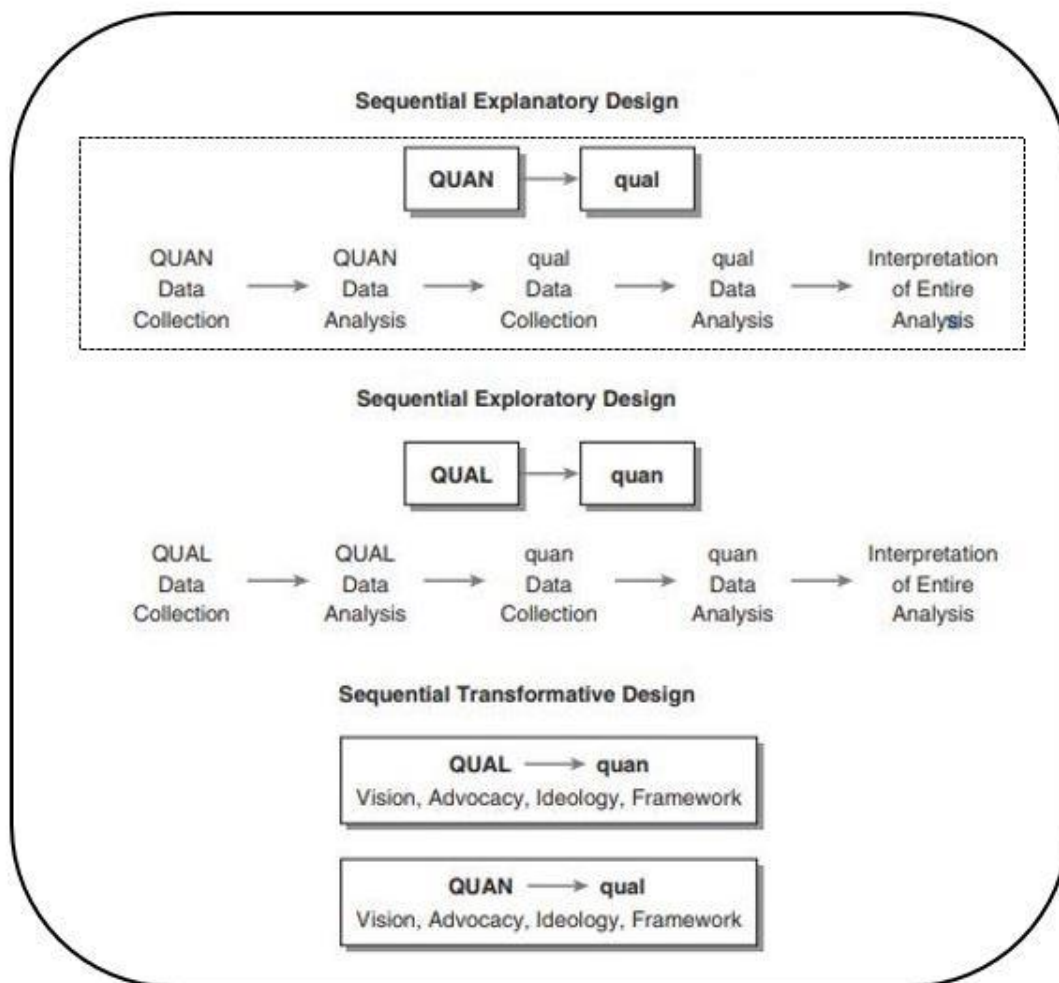 Sequential Explanatory Design
QUAN qual
QUAN QUAN qual qual Interpretation
Data Data Data Data of Entire
Collection Analysis Collection Analysis Analysis
Sequential Exploratory Design
QUAL quan
QUAL QUAL quan quan Interpretation
Data Data Data Data of Entire
Collection Analysis Collection Analysis Analysis
Sequential Transformative Design
QUAL quan
Vision, Advocacy, Ideology, Framework
QUAN qual
Vision, Advocacy, Ideology, Framework